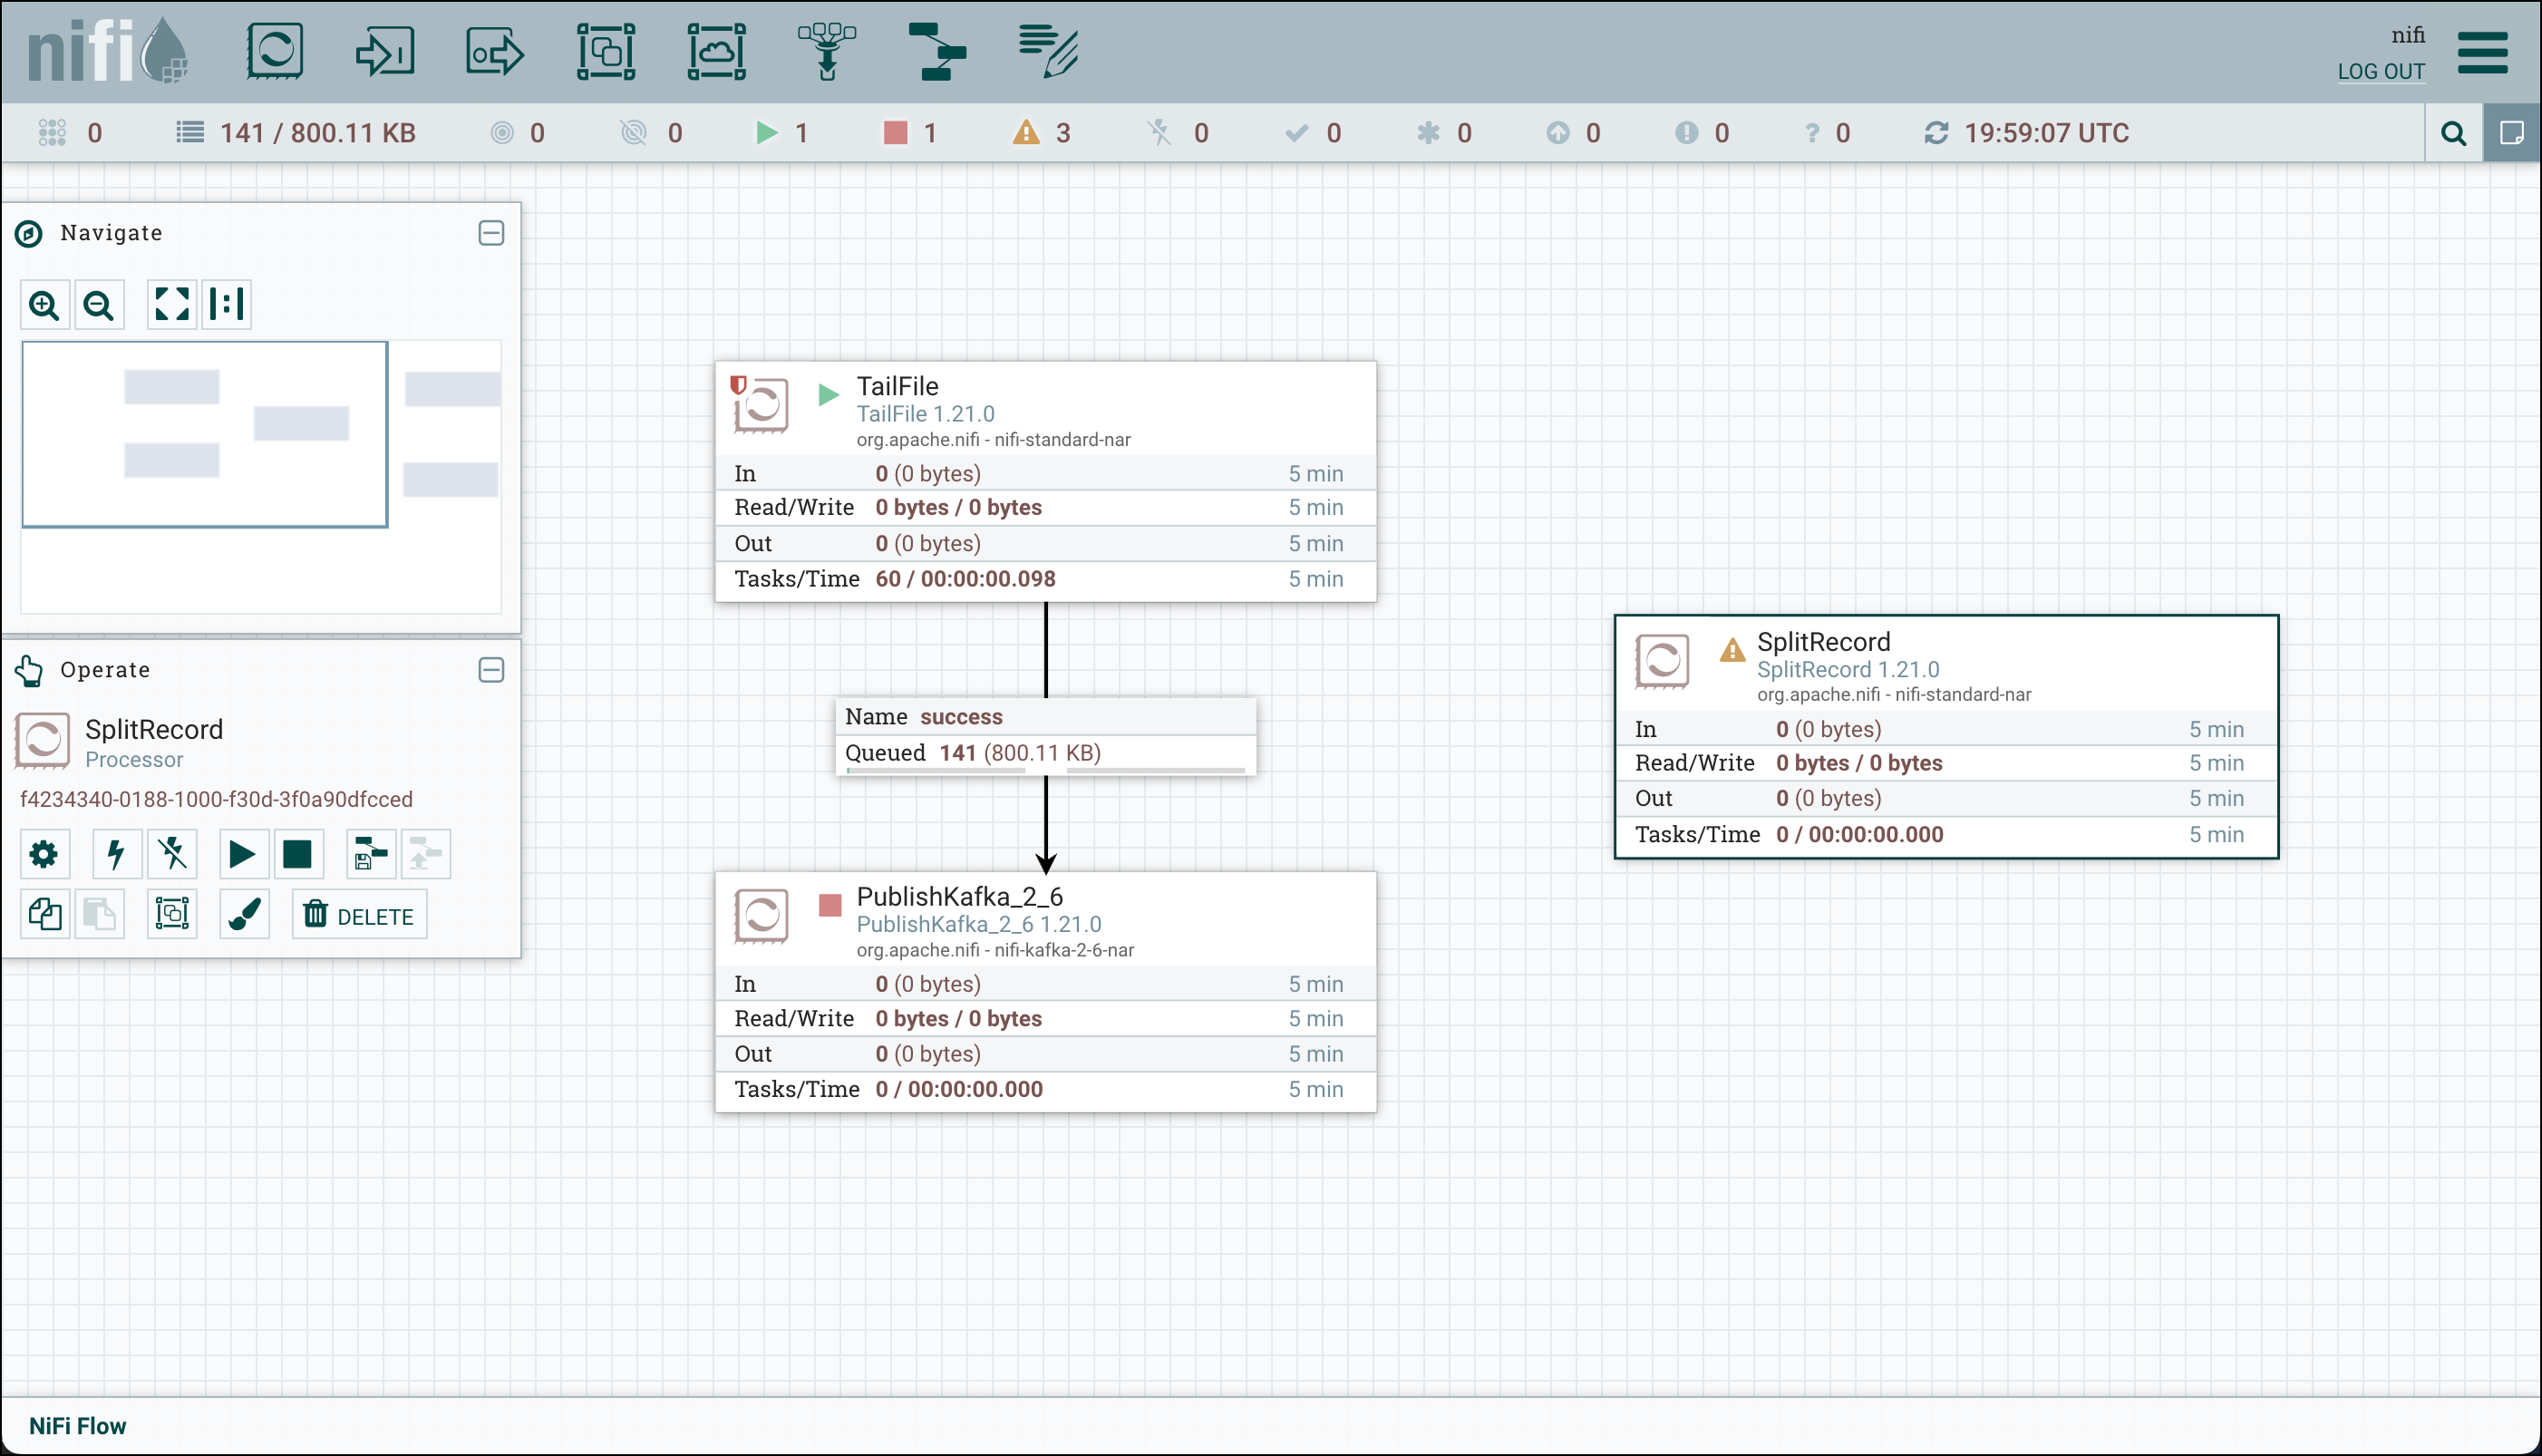 nifi
nifi
LOG OUT
0 141 / 800.11 KB 0 0 1 1 3 0 0 0 0 0 ? 0 19:59:07 UTC
Navigate
Operate
SplitRecord
Processor
f4234340-0188-1000-f30d-3f0a90dfcced
DELETE
TailFile
TailFile 1.21.0
org.apache.nifi - nifi-standard-nar
In 0 (0 bytes) 5 min
Read/Write 0 bytes / 0 bytes 5 min
Out 0 (0 bytes) 5 min
Tasks/Time 60 / 00:00:00.098 5 min
Name success
Queued 141 (800.11 KB)
PublishKafka_2_6
PublishKafka_2_6 1.21.0
org.apache.nifi - nifi-kafka-2-6-nar
In 0 (0 bytes) 5 min
Read/Write 0 bytes / 0 bytes 5 min
Out 0 (0 bytes) 5 min
Tasks/Time 0 / 00:00:00.000 5 min
SplitRecord
SplitRecord 1.21.0
org.apache.nifi - nifi-standard-nar
In 0 (0 bytes) 5 min
Read/Write 0 bytes / 0 bytes 5 min
Out 0 (0 bytes) 5 min
Tasks/Time 0 / 00:00:00.000 5 min
NiFi Flow